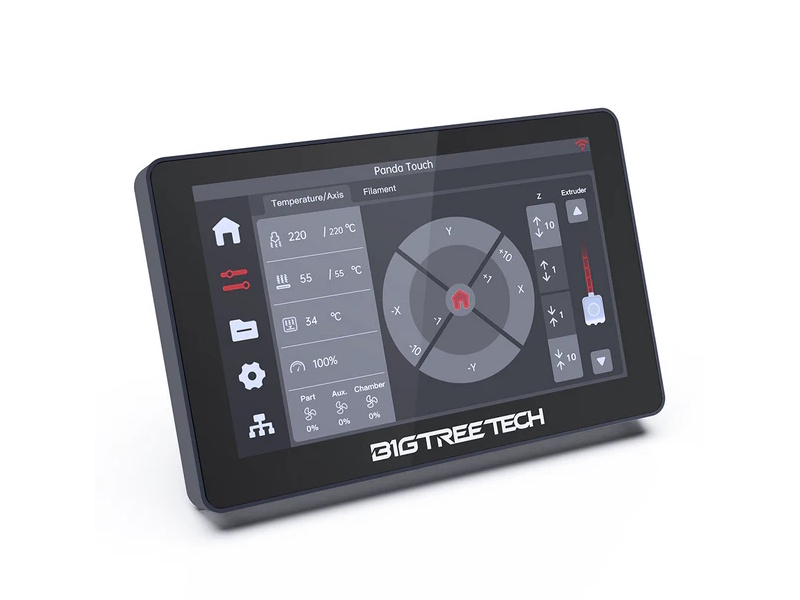 Panda Touch
Temperature/Axis Filament
220 / 220 ℃
55 / 55 ℃
34 ℃
100%
Part Aux. Chamber
0% 0% 0%
Y
+10
+1
X
-X
-1
-10
-Y
Z
10
1
1
10
Extruder
BIGTREETECH